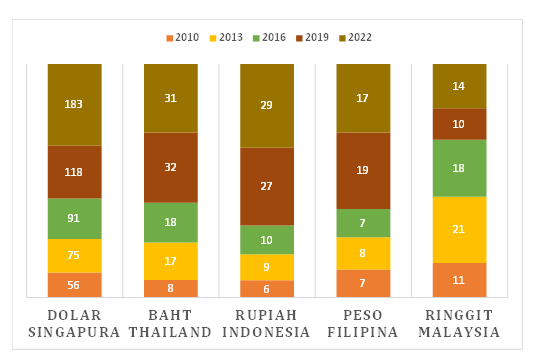 2010 2013 2016 2019 2022
183 31 29 17 14
118 32 27 19 10
91 18 10 7 18
75 17 9 8 21
56 8 6 7 11
DOLAR BAHT RUPIAH PESO RINGGIT
SINGAPURA THAILAND INDONESIA FILIPINA MALAYSIA